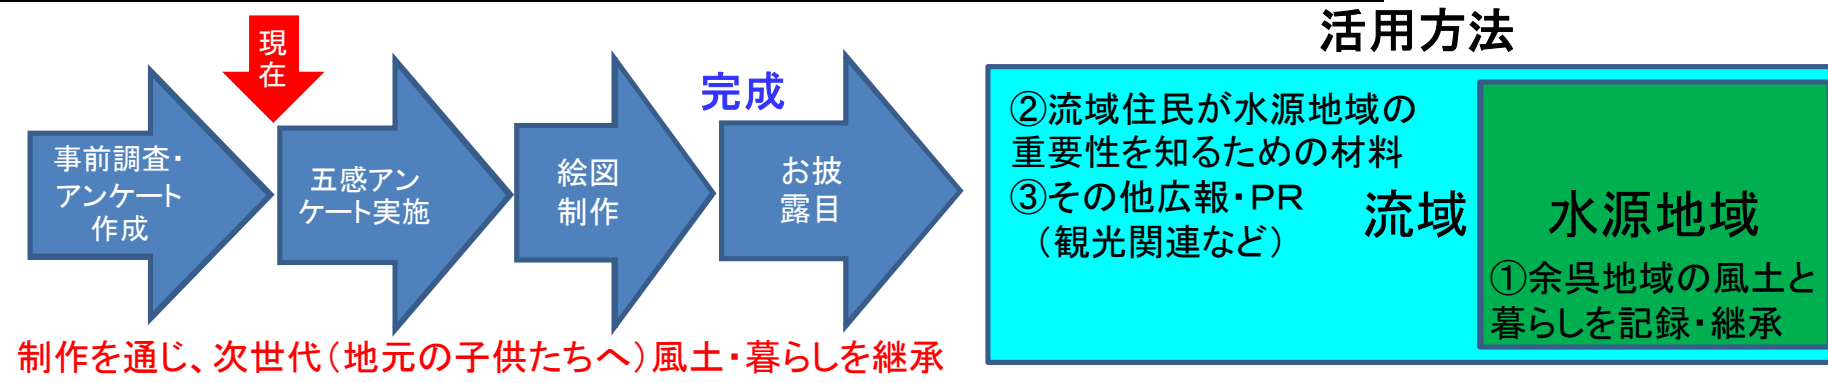 現
在
事前調査・
アンケート
作成
五感アン
ケート実施
絵図
制作
完成
お披
露目
制作を通じ、次世代（地元の子供たちへ）風土・暮らしを継承
活用方法
②流域住民が水源地域の
重要性を知るための材料
③その他広報・ＰＲ
（観光関連など）
流域
水源地域
①余呉地域の風土と
暮らしを記録・継承